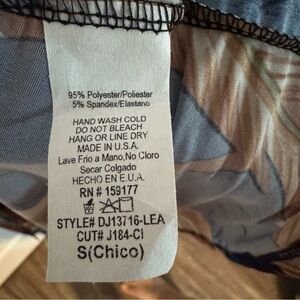 95% Polyester/Poliester
5% Spandex/Elastano
HAND WASH COLD
DO NOT BLEACH
HANG OR LINE DRY
MADE IN U.S.A.
Lave Frio a Mano,No Cloro
Secar Colgado
HECHO EN E.U.A.
RN # 159177
STYLE# DJ13716-LEA
CUT# J184-CI
S(Chico)